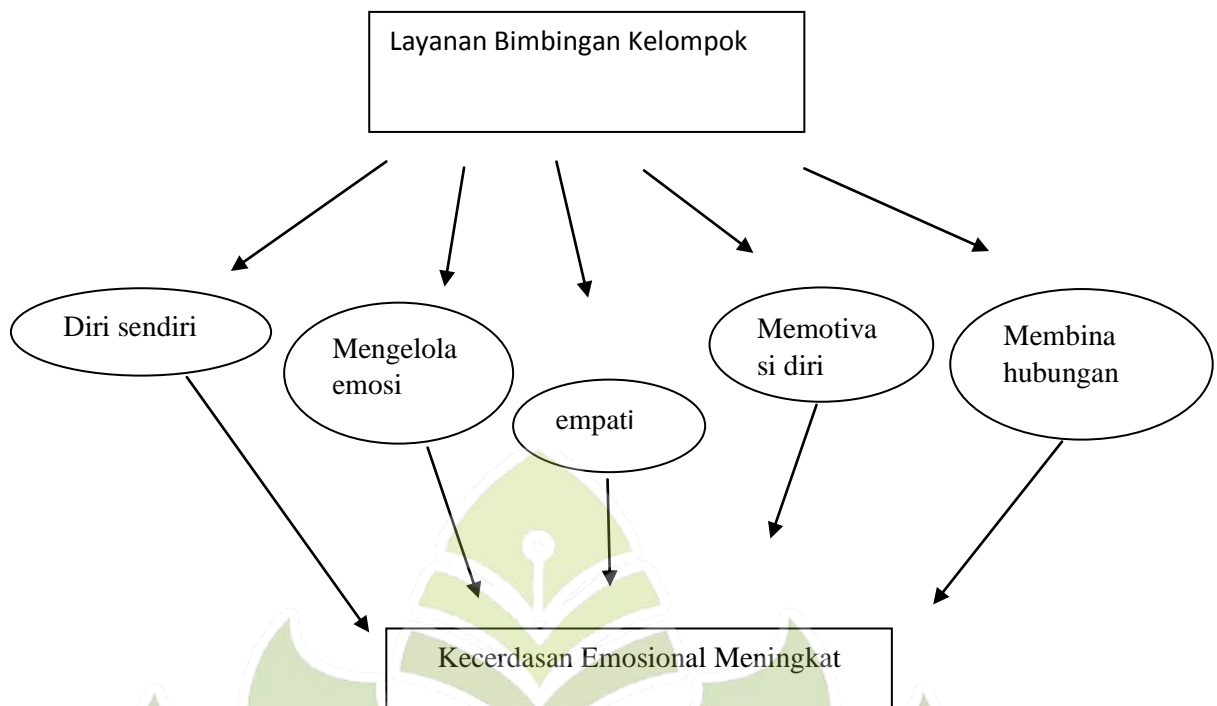 Layanan Bimbingan Kelompok
Diri sendiri
Mengelola
emosi
empati
Memotiva
si diri
Membina
hubungan
Kecerdasan Emosional Meningkat